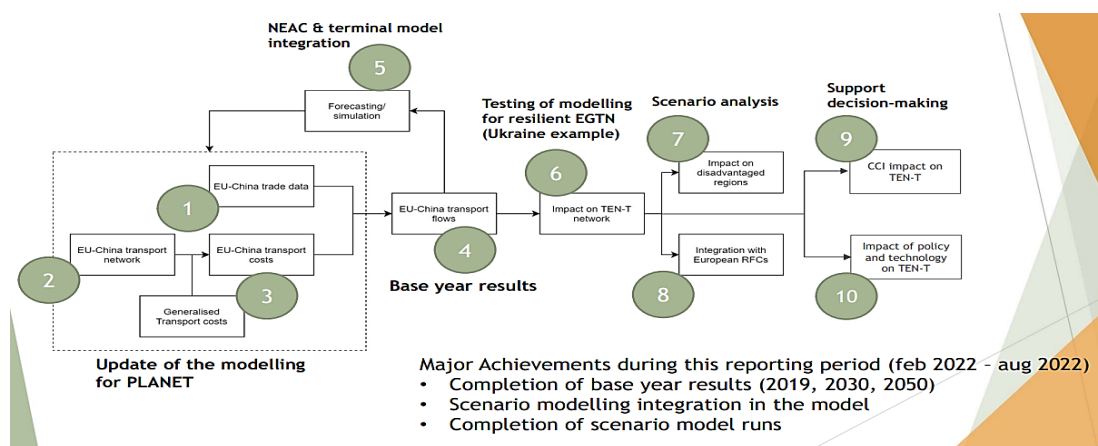 NEAC & terminal model
integration
5
Forecasting/
simulation
Testing of modelling
for resilient EGTN
(Ukraine example)
Scenario analysis
Support
decision-making
7
9
6
Impact on
disadvantaged
regions
CCI impact on
TEN-T
1
EU-China trade data
EU-China transport
flows
Impact on TEN-T
network
2
EU-China transport
network
EU-China transport
costs
4
Integration with
European RFCs
Impact of policy
and technology on
TEN-T
3
Generalised
Transport costs
Base year results
8
10
Update of the modelling
for PLANET
Major Achievements during this reporting period (feb 2022 – aug 2022)
• Completion of base year results (2019, 2030, 2050)
• Scenario modelling integration in the model
• Completion of scenario model runs